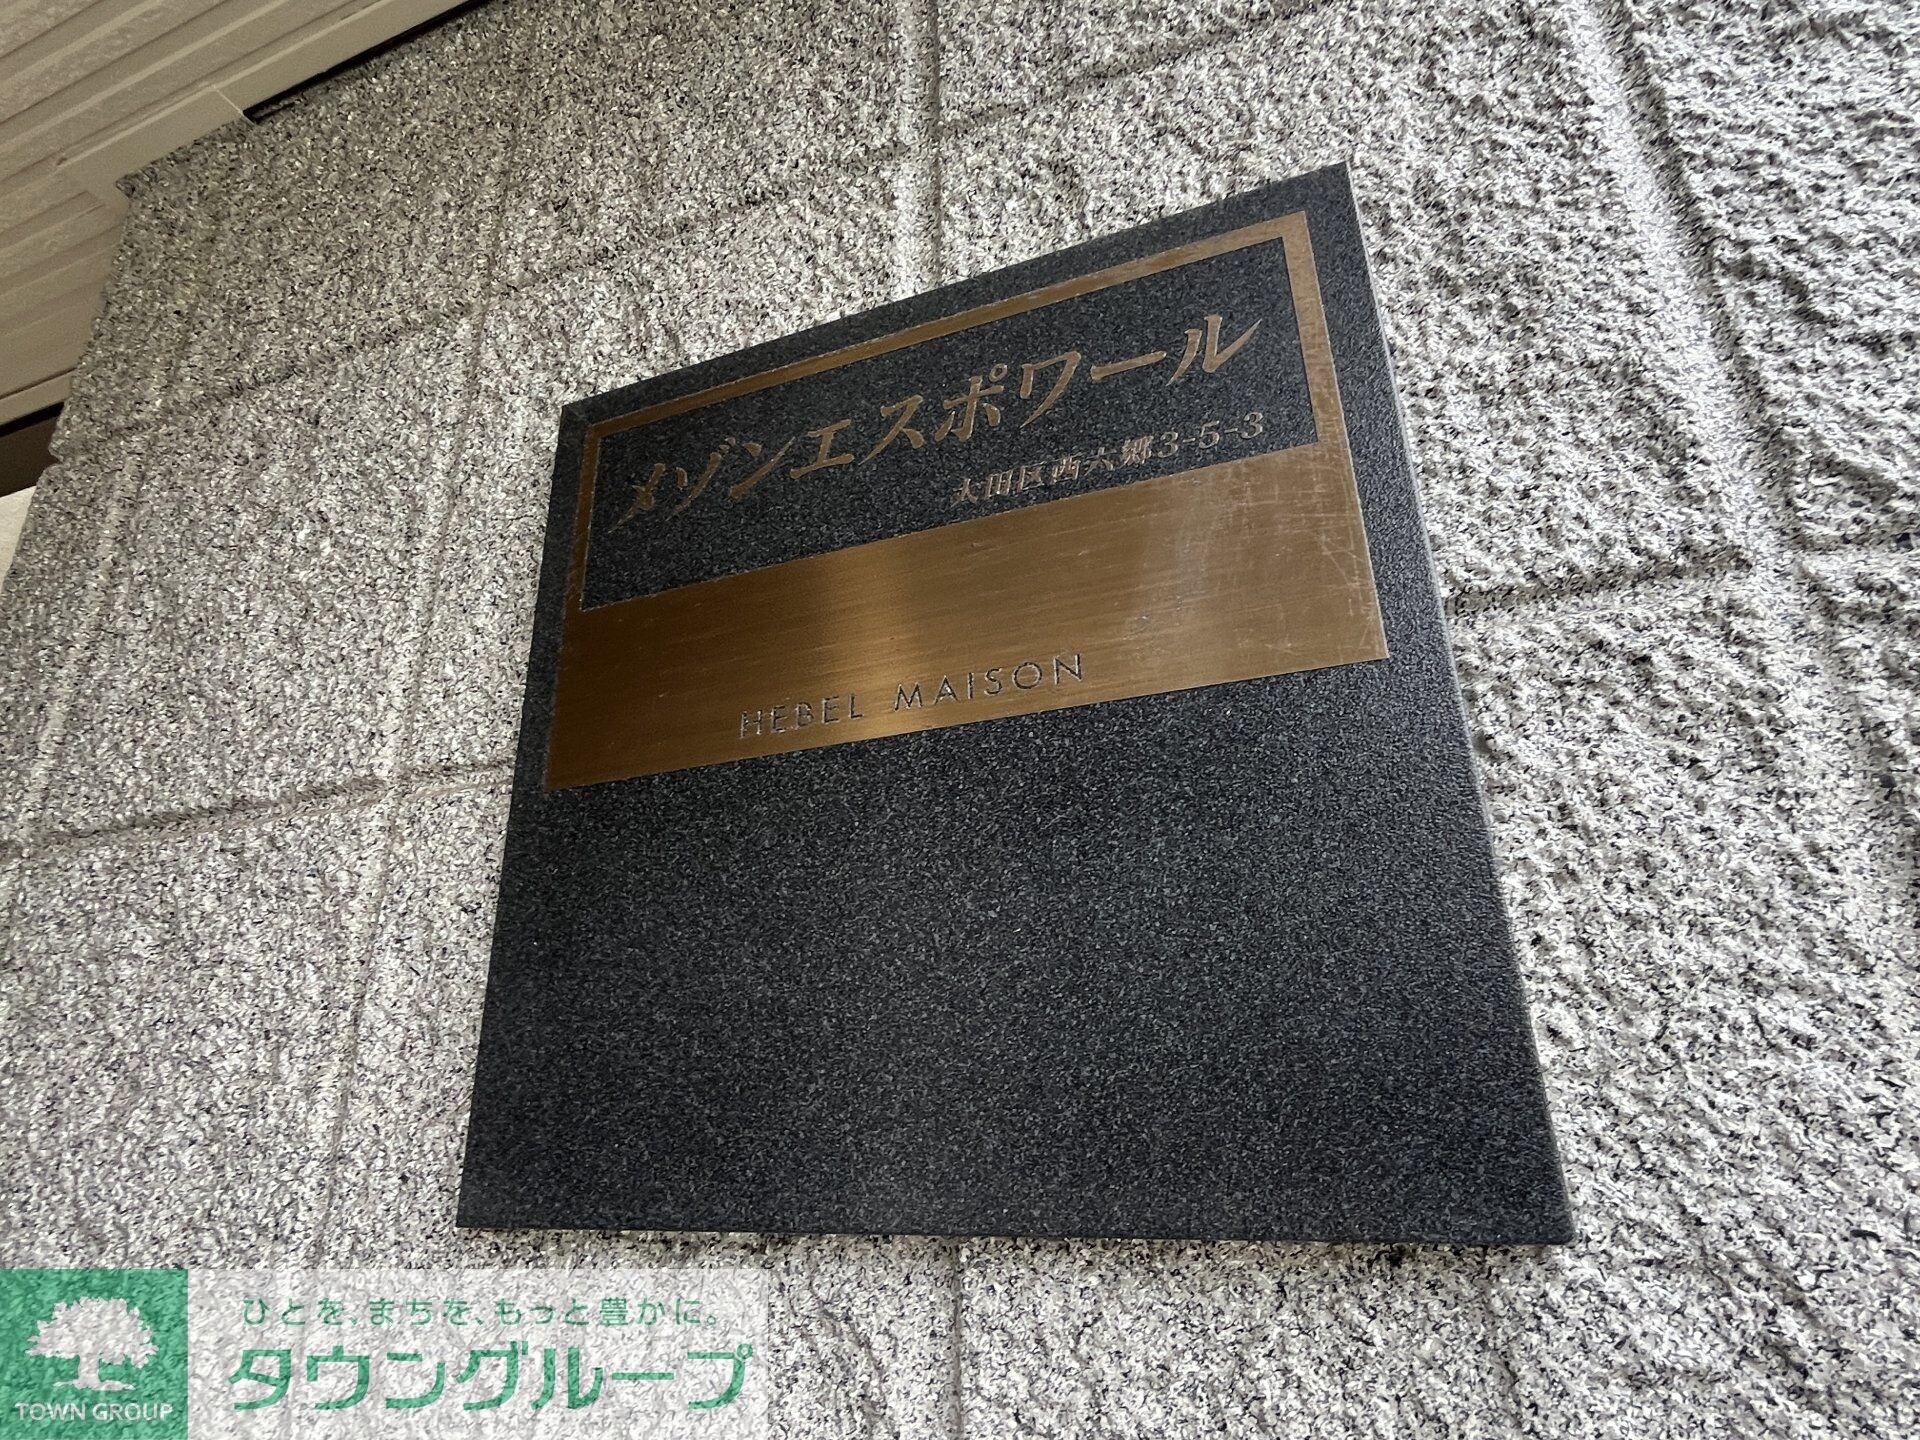 メゾンエスポワール
大田区西六郷3-5-3
HEBEL MAISON
ひとを、まちを、もっと豊かに。
タウングループ
TOWN GROUP